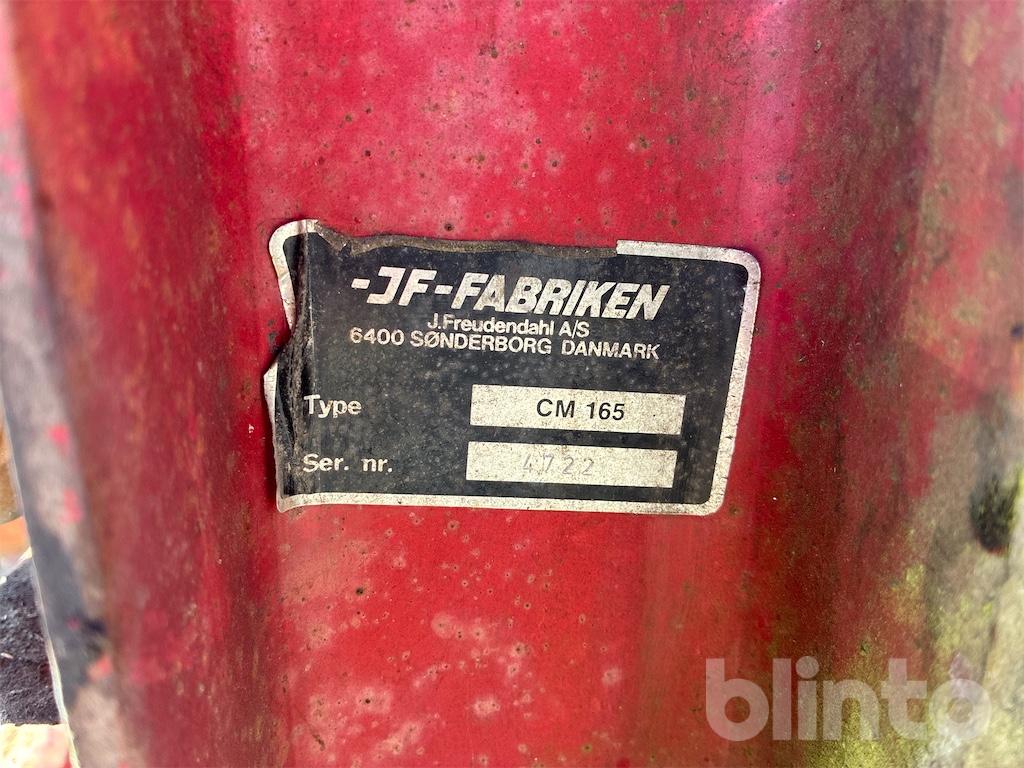 -JF-FABRIKEN
J.Freudendahl A/S
6400 SØNDERBORG DANMARK
Type CM 165
Ser. nr. 4722
blinto